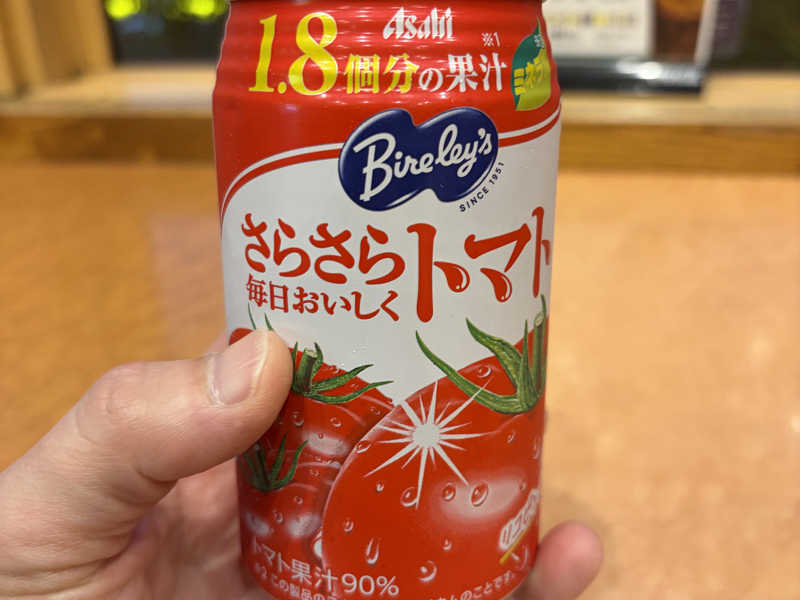 Asahi
1.8個分の果汁※1
Bireley's
SINCE 1951
さらさらトマト
毎日おいしく
トマト果汁90%